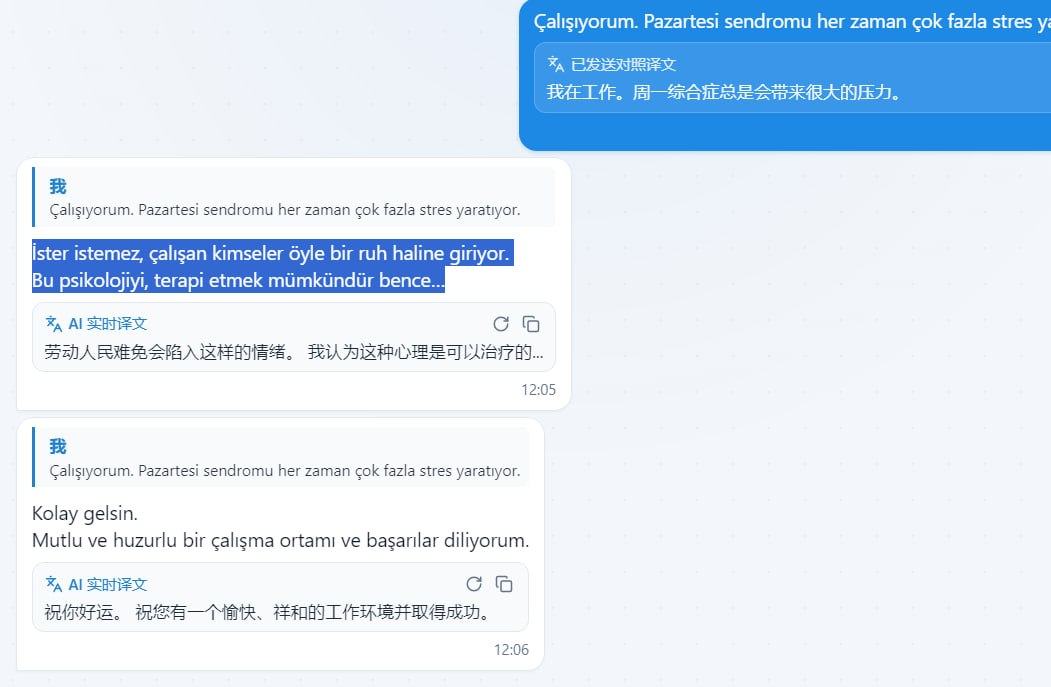 Çalışıyorum. Pazartesi sendromu her zaman çok fazla stres
已发送对照译文
我在工作。周一综合症总是会带来很大的压力。
我
Çalışıyorum. Pazartesi sendromu her zaman çok fazla stres yaratıyor.
İster istemez, çalışan kimseler öyle bir ruh haline giriyor.
Bu psikolojiyi, terapi etmek mümkündür bence...
AI 实时译文
劳动人民难免会陷入这样的情绪。 我认为这种心理是可以治疗的...
12:05
我
Çalışıyorum. Pazartesi sendromu her zaman çok fazla stres yaratıyor.
Kolay gelsin.
Mutlu ve huzurlu bir çalışma ortamı ve başarılar diliyorum.
AI 实时译文
祝你好运。 祝您有一个愉快、祥和的工作环境并取得成功。
12:06